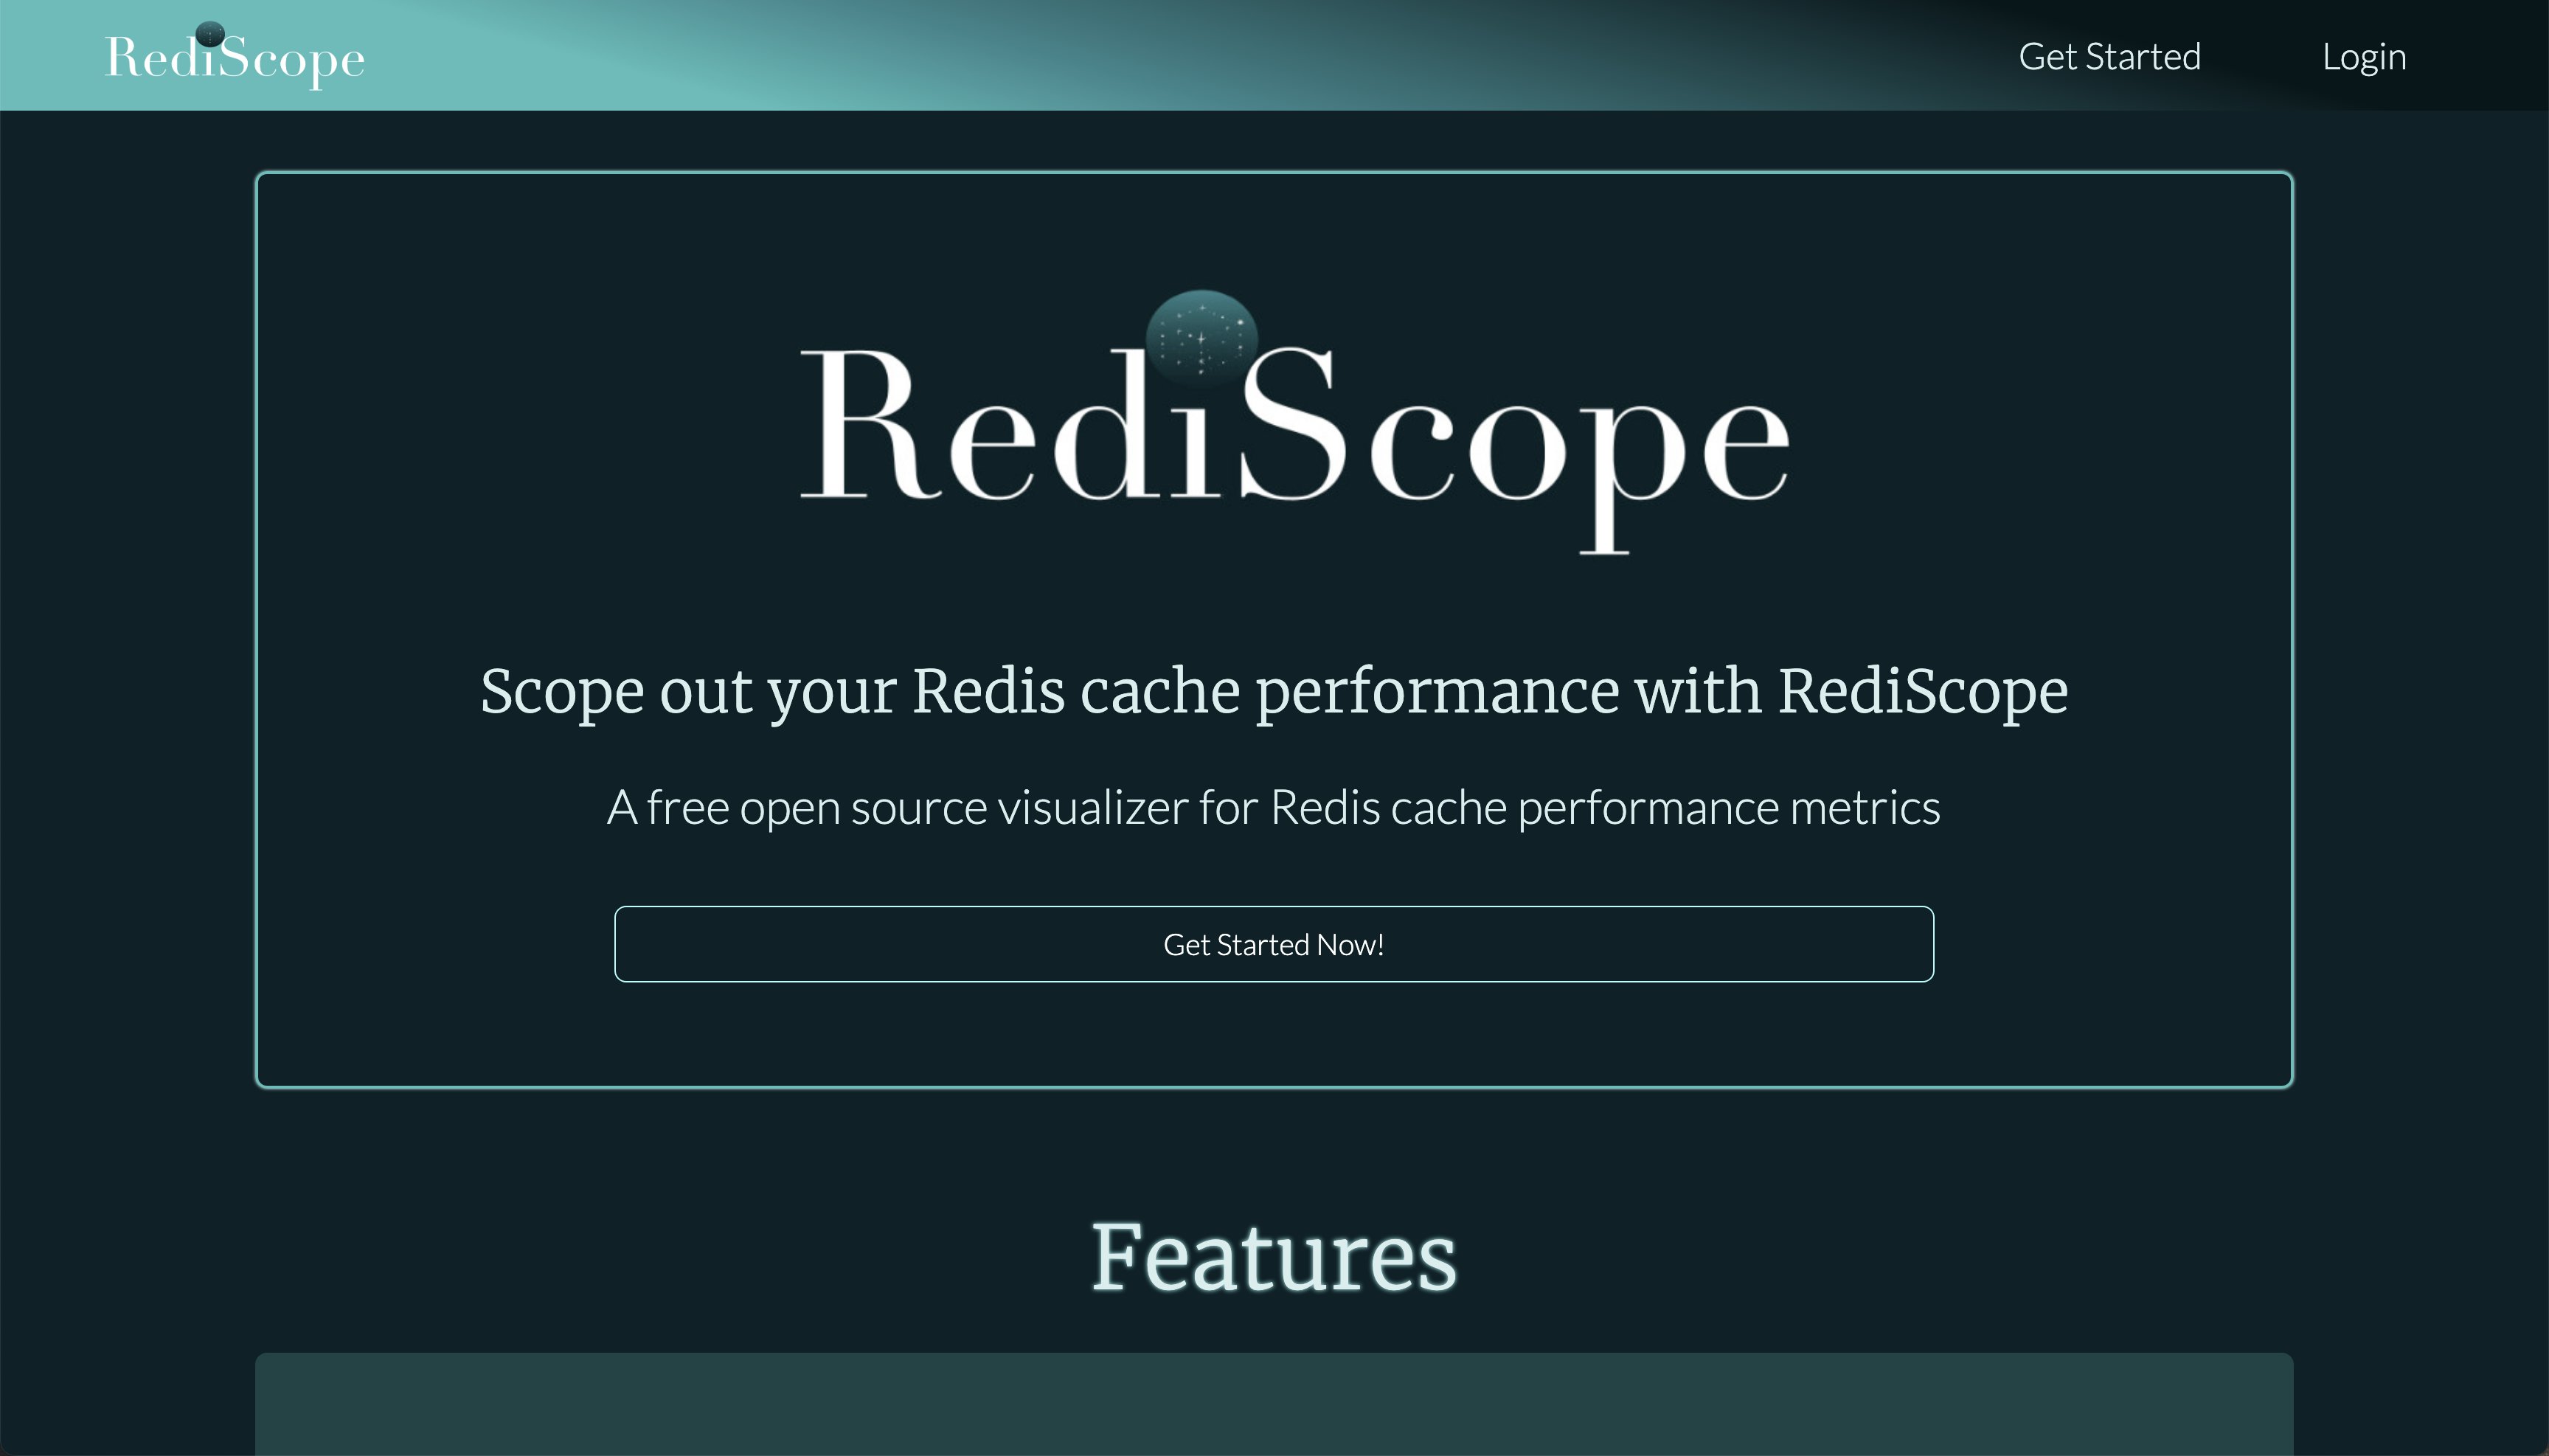 RediScope
Get Started
Login
RediScope
Scope out your Redis cache performance with RediScope
A free open source visualizer for Redis cache performance metrics
Get Started Now!
Features